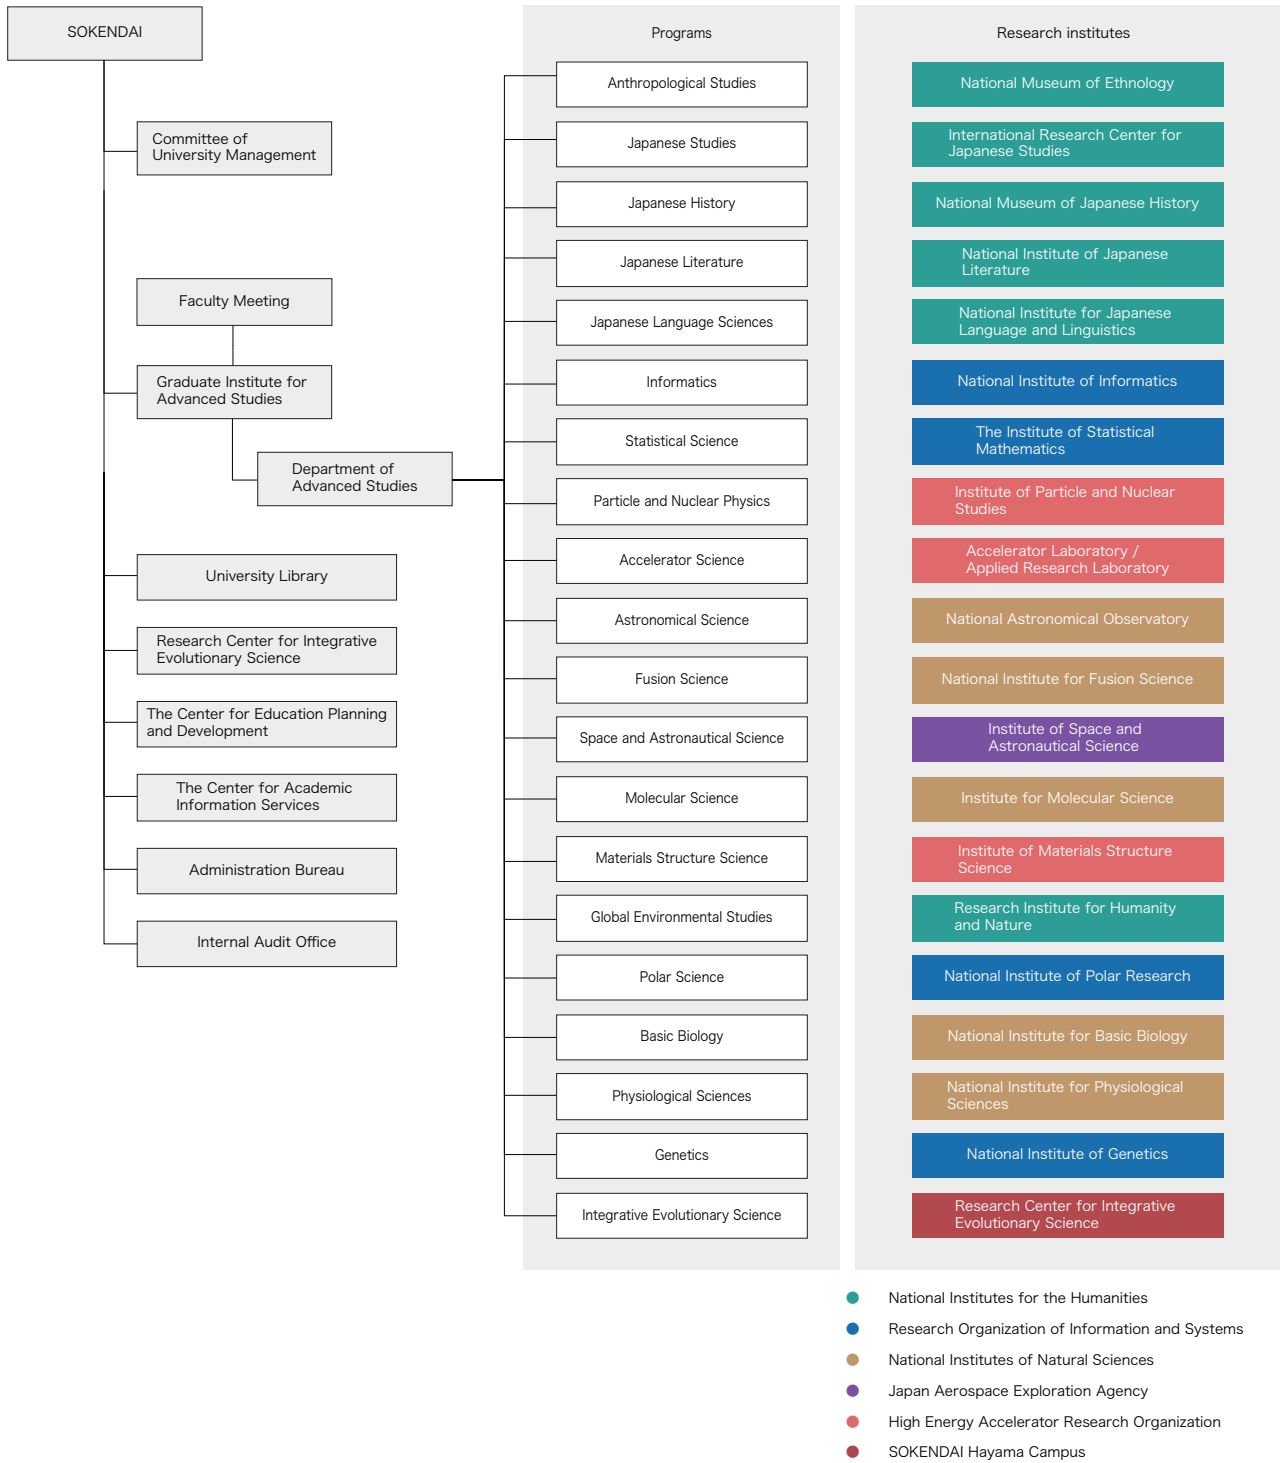 SOKENDAI
Committee of
University Management
Faculty Meeting
Graduate Institute for
Advanced Studies
Department of
Advanced Studies
University Library
Research Center for Integrative
Evolutionary Science
The Center for Education Planning
and Development
The Center for Academic
Information Services
Administration Bureau
Internal Audit Office
Programs
Anthropological Studies
Japanese Studies
Japanese History
Japanese Literature
Japanese Language Sciences
Informatics
Statistical Science
Particle and Nuclear Physics
Accelerator Science
Astronomical Science
Fusion Science
Space and Astronautical Science
Molecular Science
Materials Structure Science
Global Environmental Studies
Polar Science
Basic Biology
Physiological Sciences
Genetics
Integrative Evolutionary Science
Research institutes
National Museum of Ethnology
International Research Center for
Japanese Studies
National Museum of Japanese History
National Institute of Japanese
Literature
National Institute for Japanese
Language and Linguistics
National Institute of Informatics
The Institute of Statistical
Mathematics
Institute of Particle and Nuclear
Studies
Accelerator Laboratory /
Applied Research Laboratory
National Astronomical Observatory
National Institute for Fusion Science
Institute of Space and
Astronautical Science
Institute for Molecular Science
Institute of Materials Structure
Science
Research Institute for Humanity
and Nature
National Institute of Polar Research
National Institute for Basic Biology
National Institute for Physiological
Sciences
National Institute of Genetics
Research Center for Integrative
Evolutionary Science
National Institutes for the Humanities
Research Organization of Information and Systems
National Institutes of Natural Sciences
Japan Aerospace Exploration Agency
High Energy Accelerator Research Organization
SOKENDAI Hayama Campus